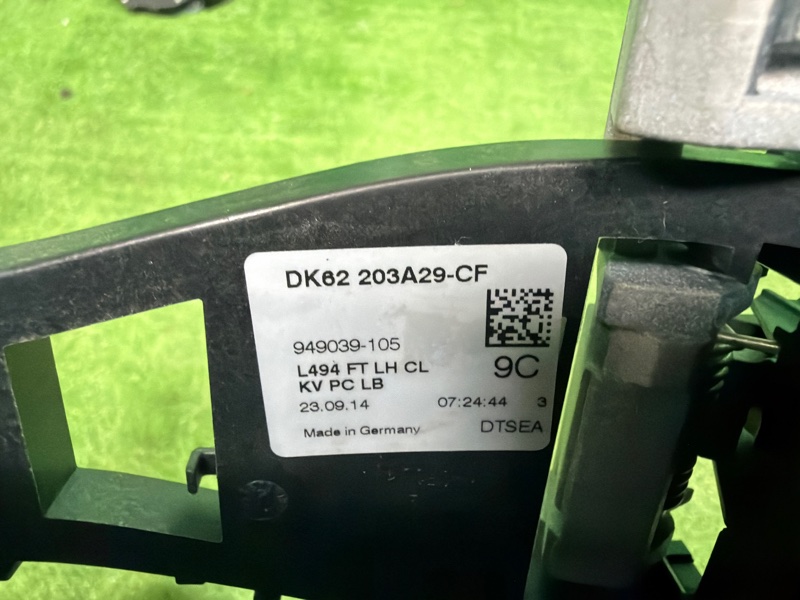 DK62 203A29-CF
949039-105
9C
L494 FT LH CL
KV PC LB
23.09.14 07:24:44 3
Made in Germany DTSEA